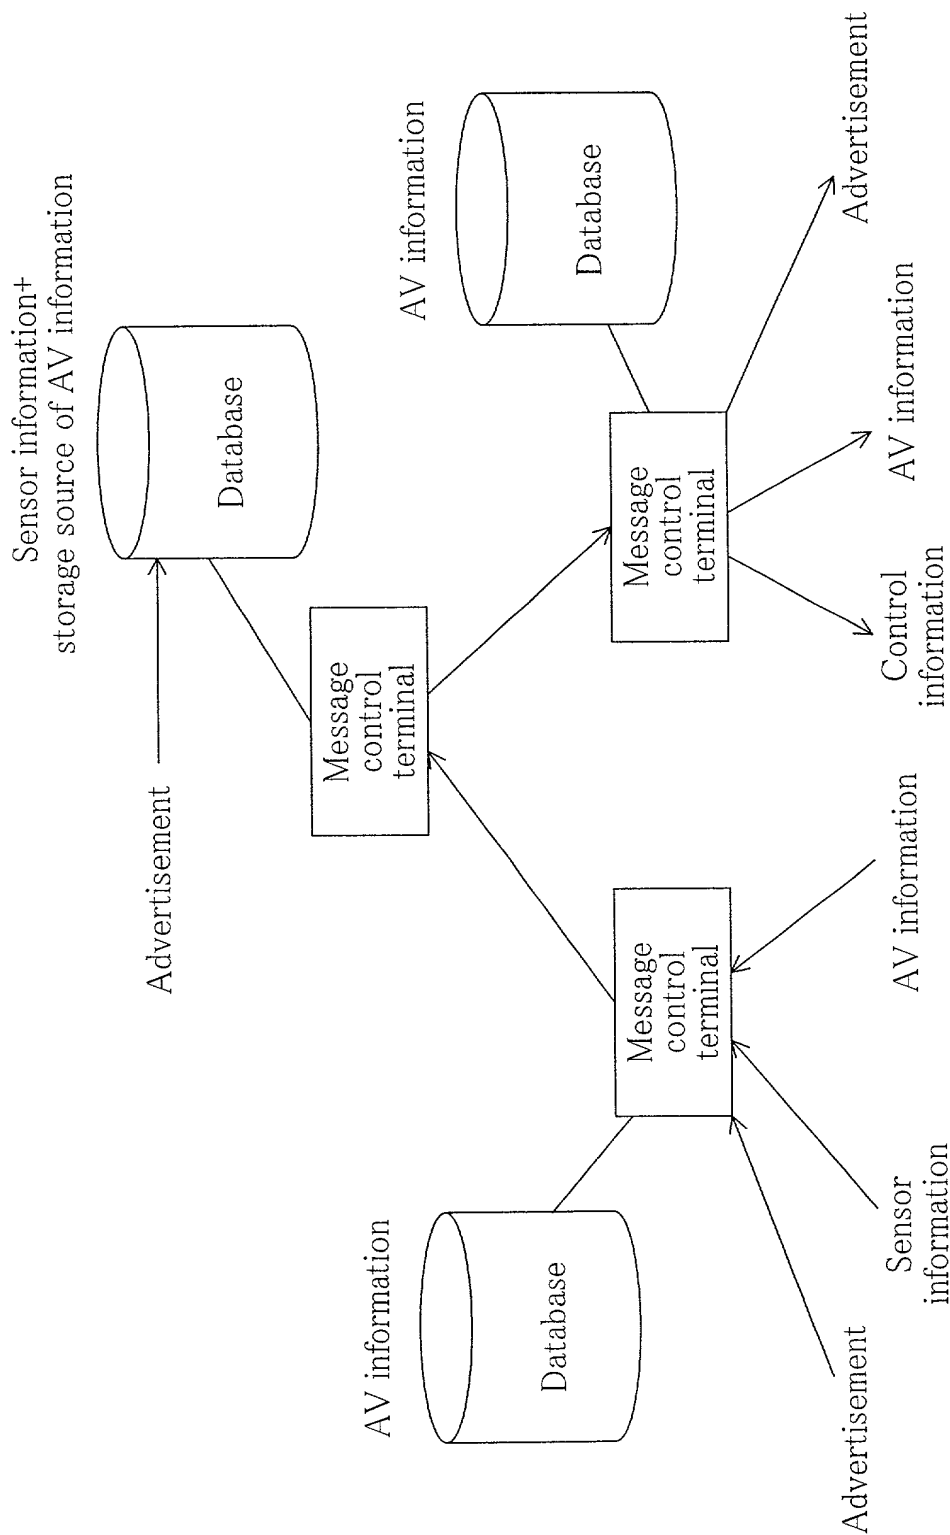 Sensor information+
storage source of AV information
Advertisement
Database
Message
control
terminal
AV information
Database
AV information
Database
Message
control
terminal
Message
control
terminal
Advertisement
Sensor
information
AV information
Control
information
AV information
Advertisement